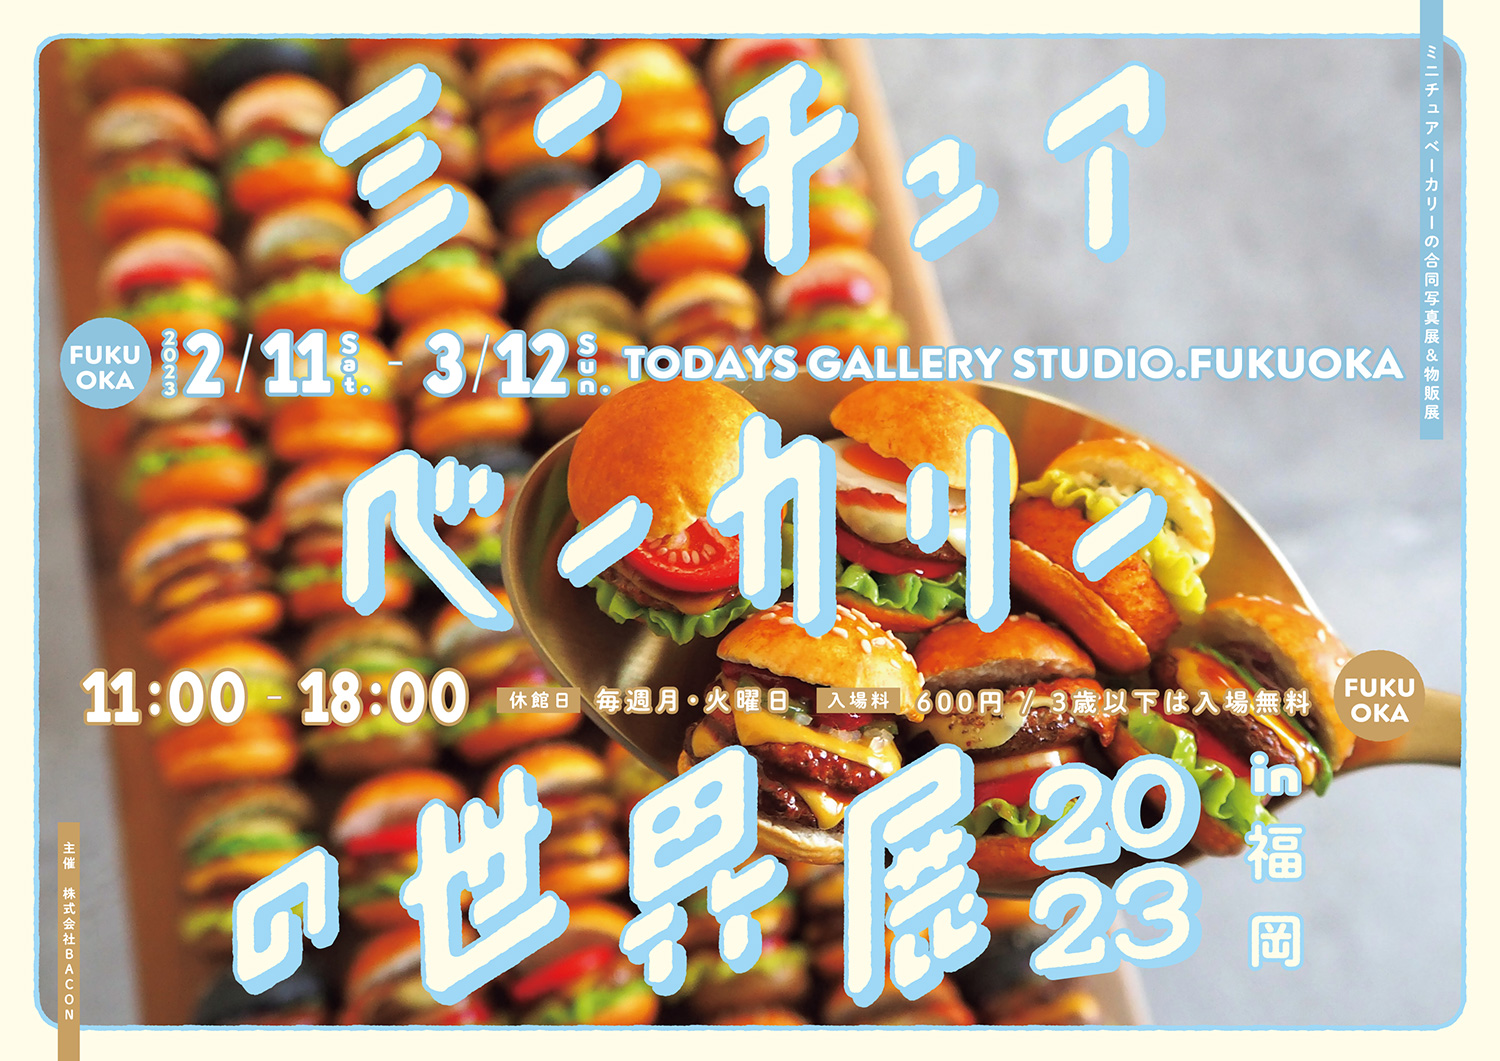 ミニチュアベーカリーの合同写真展&物販展
ミニチュア
FUKU
OKA
2023 2/11 Sat. - 3/12 Sun. TODAYS GALLERY STUDIO.FUKUOKA
ベーカリー
11:00 - 18:00 休館日 毎週月・火曜日 入場料 600円 / 3歳以下は入場無料
FUKU
OKA
の世界展
20
23
in福岡
主催 株式会社BACON